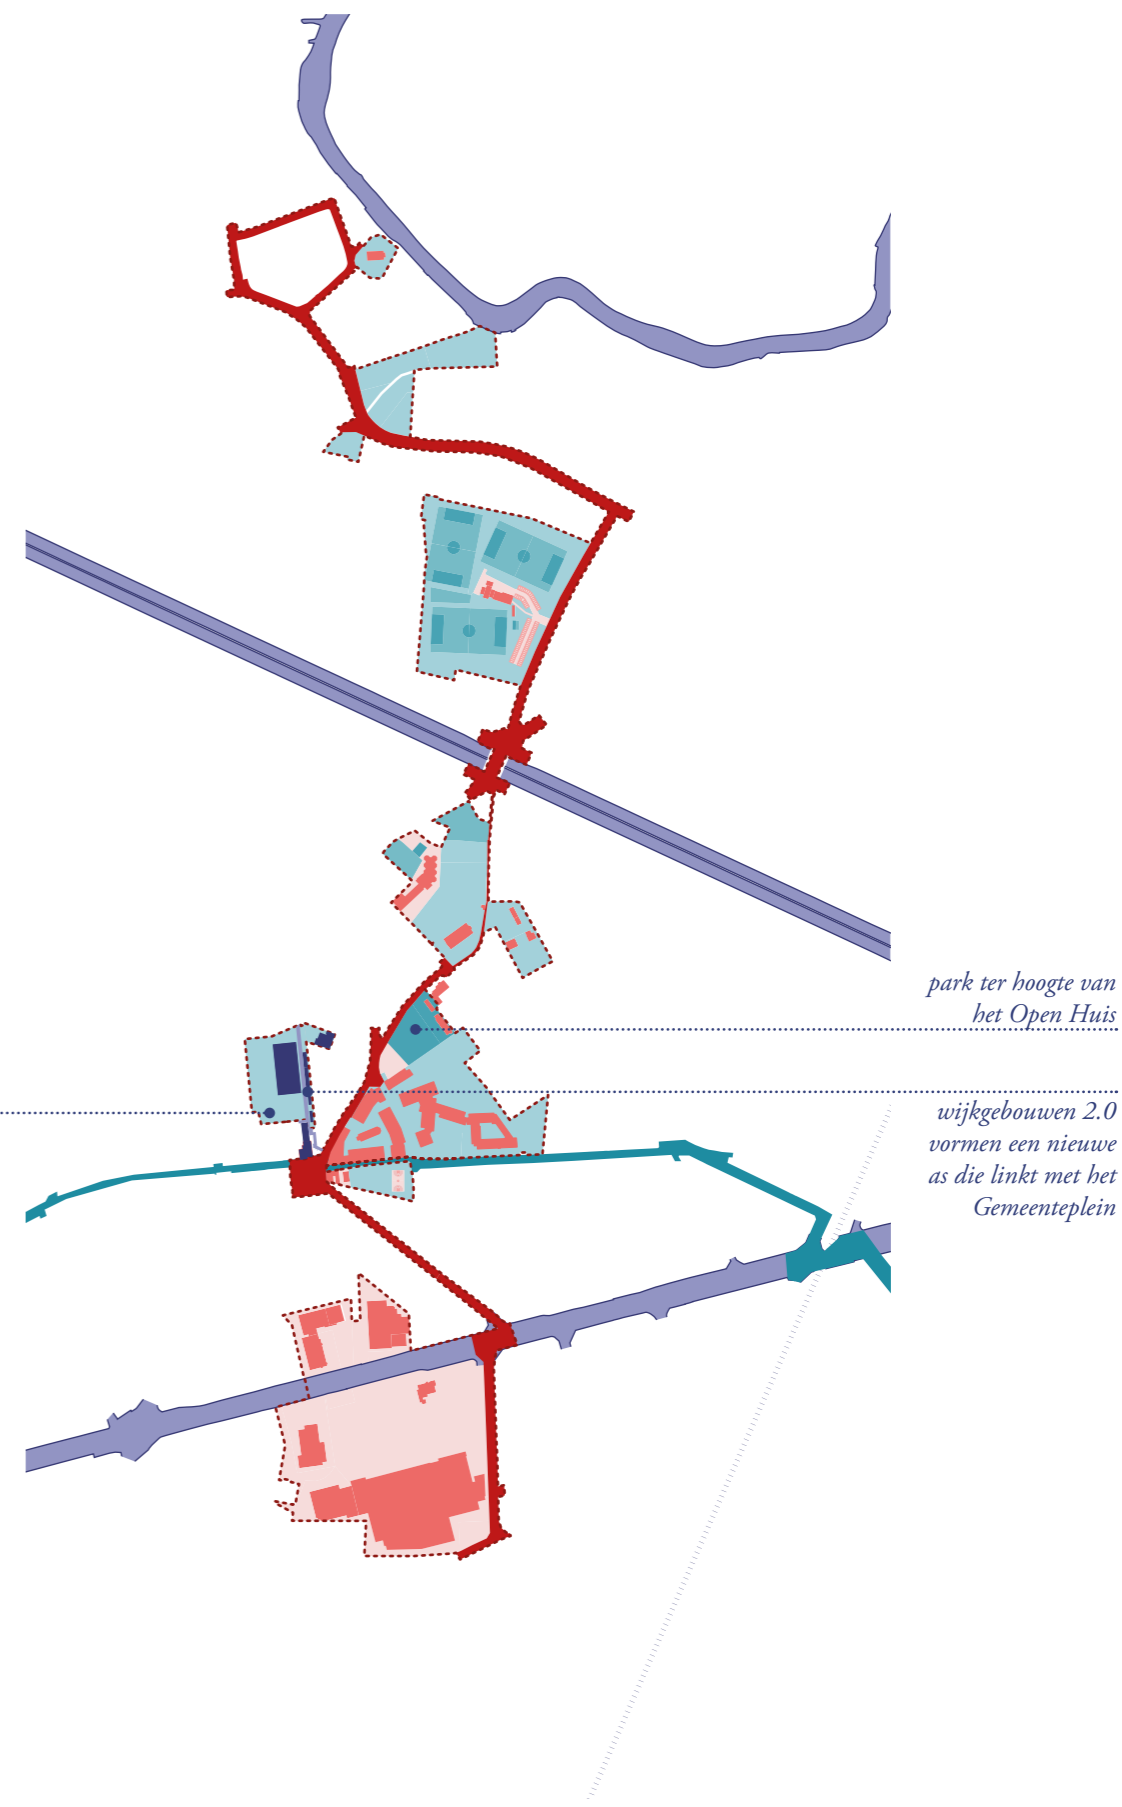 park ter hoogte van
het Open Huis
wijkgebouwen 2.0
vormen een nieuwe
as die linkt met het
Gemeenteplein